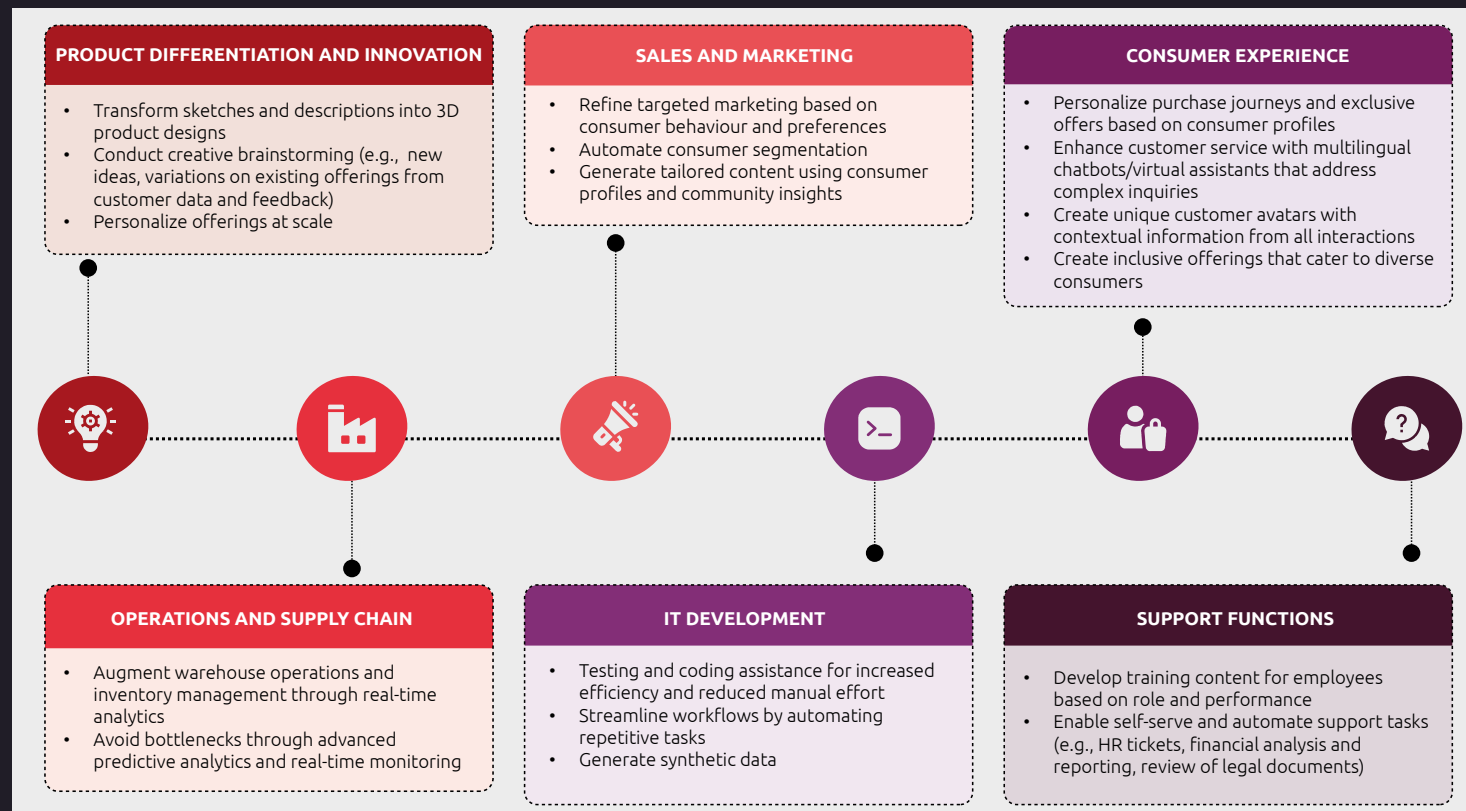 PRODUCT DIFFERENTIATION AND INNOVATION
• Transform sketches and descriptions into 3D
product designs
• Conduct creative brainstorming (e.g., new
ideas, variations on existing offerings from
customer data and feedback)
• Personalize offerings at scale
SALES AND MARKETING
• Refine targeted marketing based on
consumer behaviour and preferences
• Automate consumer segmentation
• Generate tailored content using consumer
profiles and community insights
CONSUMER EXPERIENCE
• Personalize purchase journeys and exclusive
offers based on consumer profiles
• Enhance customer service with multilingual
chatbots/virtual assistants that address
complex inquiries
• Create unique customer avatars with
contextual information from all interactions
• Create inclusive offerings that cater to diverse
consumers
OPERATIONS AND SUPPLY CHAIN
• Augment warehouse operations and
inventory management through real-time
analytics
• Avoid bottlenecks through advanced
predictive analytics and real-time monitoring
IT DEVELOPMENT
• Testing and coding assistance for increased
efficiency and reduced manual effort
• Streamline workflows by automating
repetitive tasks
• Generate synthetic data
SUPPORT FUNCTIONS
• Develop training content for employees
based on role and performance
• Enable self-serve and automate support tasks
(e.g., HR tickets, financial analysis and
reporting, review of legal documents)